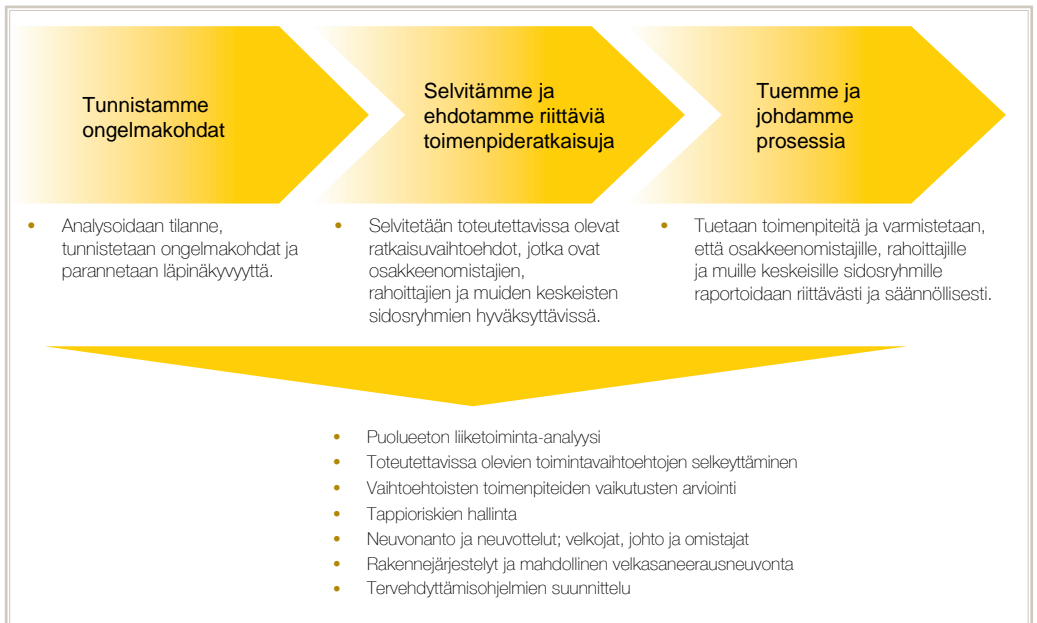 Tunnistamme
ongelmakohdat
Selvitämme ja
ehdotamme riittäviä
toimenpideratkaisuja
Tuemme ja
johdamme
prosessia
• Analysoidaan tilanne,
tunnistetaan ongelmakohdat ja
parannetaan läpinäkyvyyttä.
• Selvitetään toteutettavissa olevat
ratkaisuvaihtoehdot, jotka ovat
osakkeenomistajien,
rahoittajien ja muiden keskeisten
sidosryhmien hyväksyttävissä.
• Tuetaan toimenpiteitä ja varmistetaan,
että osakkeenomistajille, rahoittajille
ja muille keskeisille sidosryhmille
raportoidaan riittävästi ja säännöllisesti.
• Puolueeton liiketoiminta-analyysi
• Toteutettavissa olevien toimintavaihtoehtojen selkeyttäminen
• Vaihtoehtoisten toimenpiteiden vaikutusten arviointi
• Tappioriskien hallinta
• Neuvonanto ja neuvottelut; velkojat, johto ja omistajat
• Rakennejärjestelyt ja mahdollinen velkasaneerausneuvonta
• Tervehdyttämisohjelmien suunnittelu